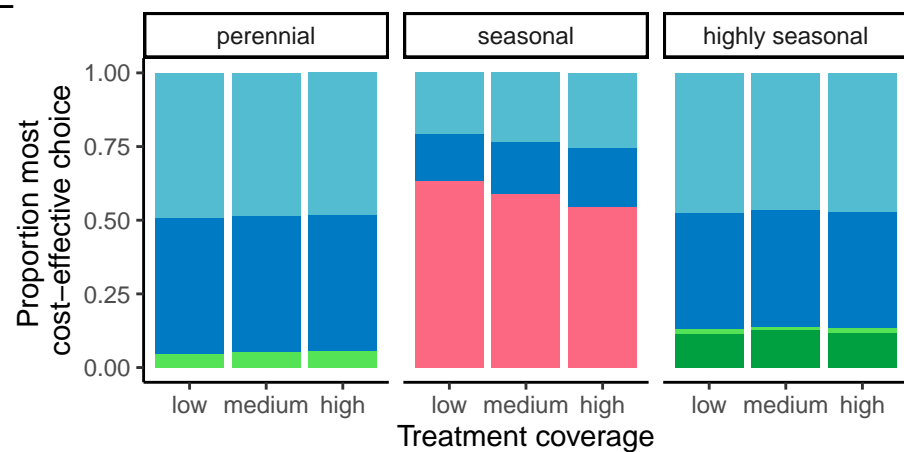 perennial seasonal highly seasonal
Proportion most
cost−effective choice
1.00
0.75
0.50
0.25
0.00
low medium high low medium high low medium high
Treatment coverage